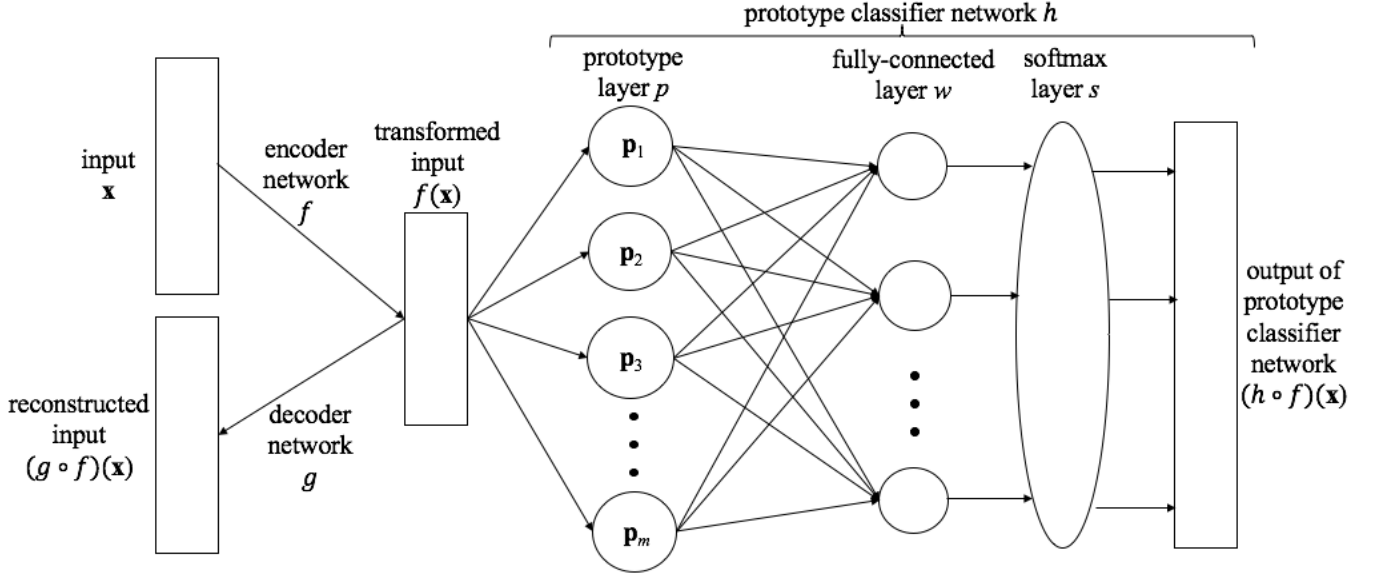 prototype classifier network h
prototype
layer p
fully-connected
layer w
softmax
layer s
input
x
encoder
network
f
transformed
input
f(x)
p1
p2
p3
pm
reconstructed
input
(g ∘ f)(x)
decoder
network
g
output of
prototype
classifier
network
(h ∘ f)(x)